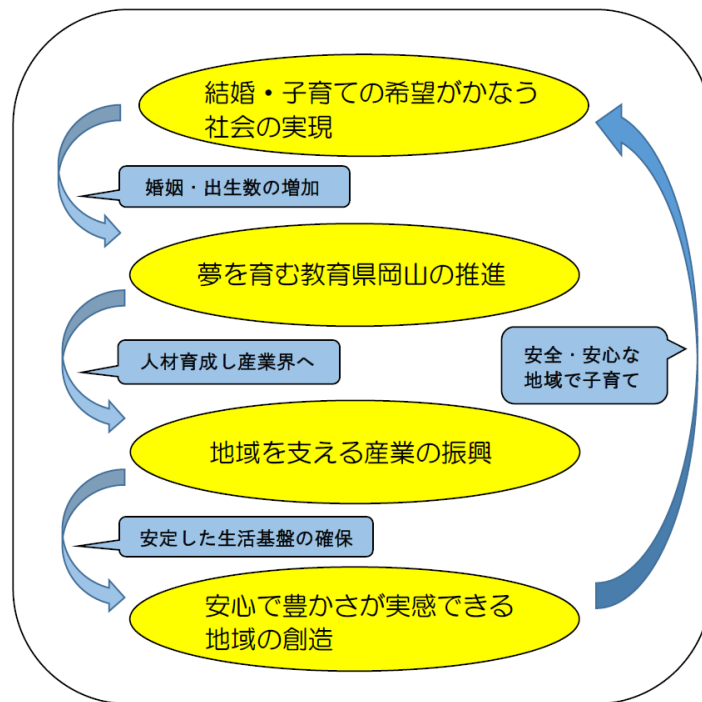 結婚・子育ての希望がかなう
社会の実現
婚姻・出生数の増加
夢を育む教育県岡山の推進
人材育成し産業界へ
安全・安心な
地域で子育て
地域を支える産業の振興
安定した生活基盤の確保
安心で豊かさが実感できる
地域の創造